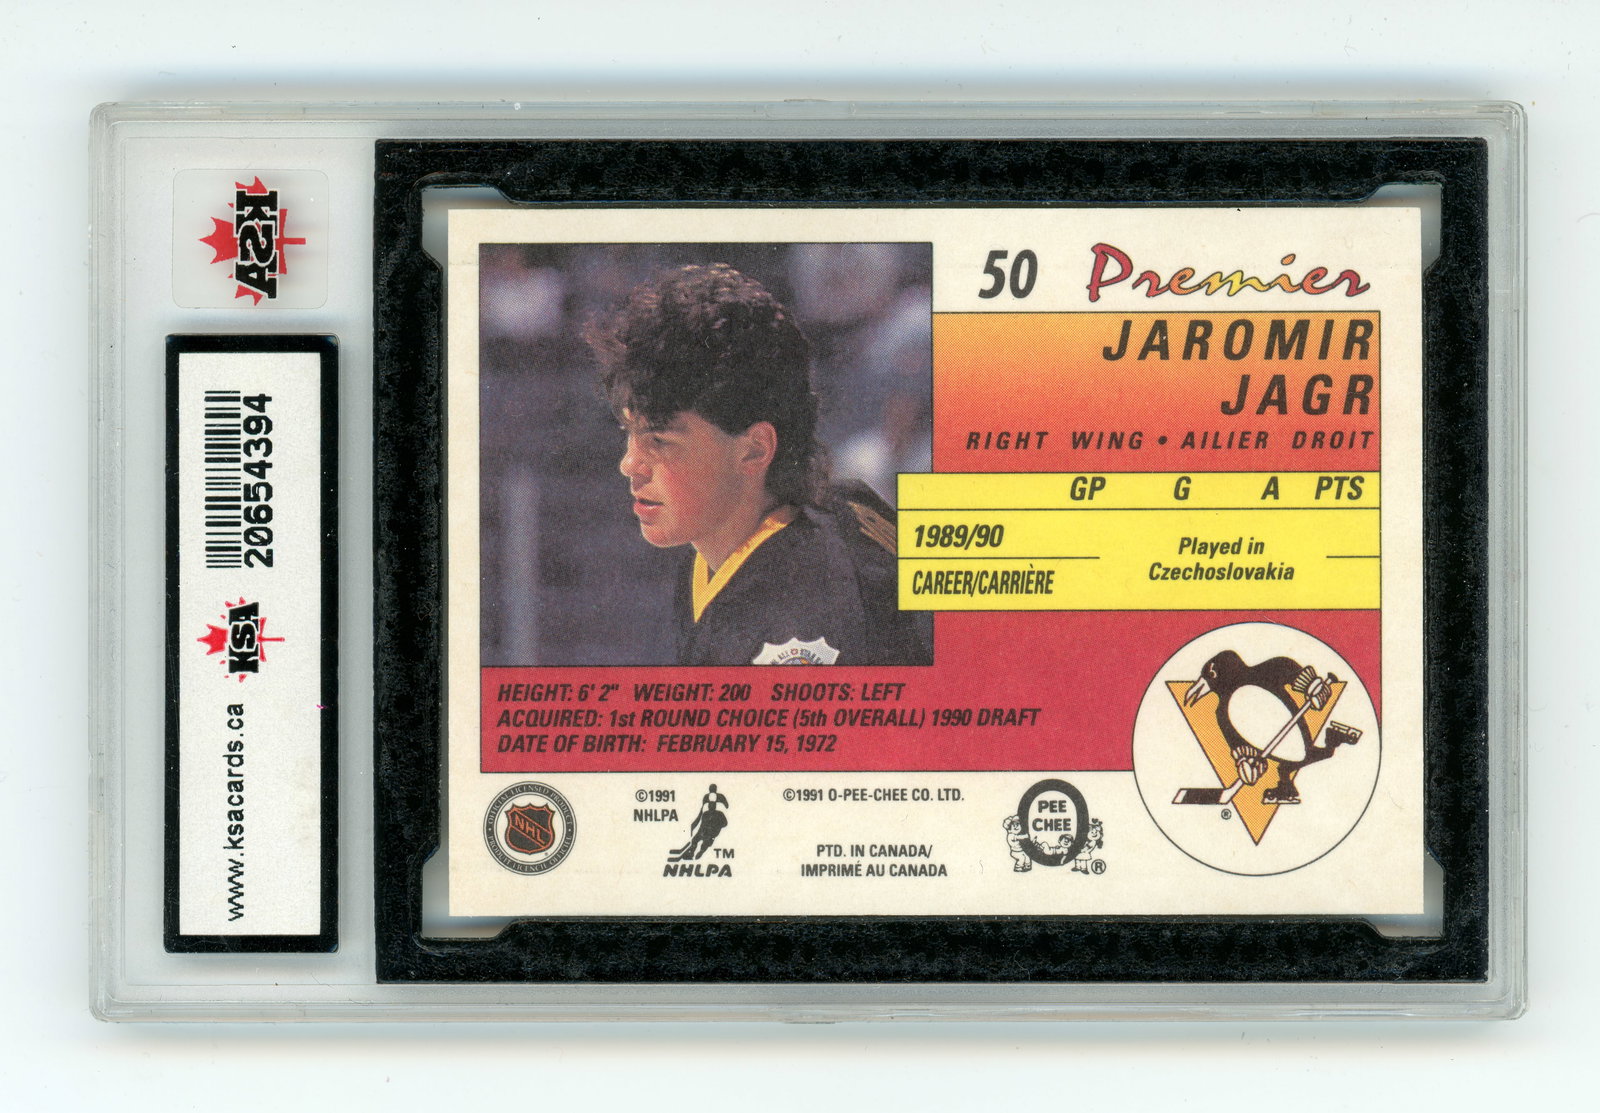 KSA
20654394
KSA
www.ksacards.ca
50 Premier
JAROMIR
JAGR
RIGHT WING • AILIER DROIT
GP G A PTS
1989/90
Played in
Czechoslovakia
CAREER/CARRIÈRE
HEIGHT: 6' 2" WEIGHT: 200 SHOOTS: LEFT
ACQUIRED: 1st ROUND CHOICE (5th OVERALL) 1990 DRAFT
DATE OF BIRTH: FEBRUARY 15, 1972
NHL
©1991
NHLPA
TM
NHLPA
©1991 O-PEE-CHEE CO. LTD.
PTD. IN CANADA/
IMPRIMÉ AU CANADA
O
PEE
CHEE
®
®